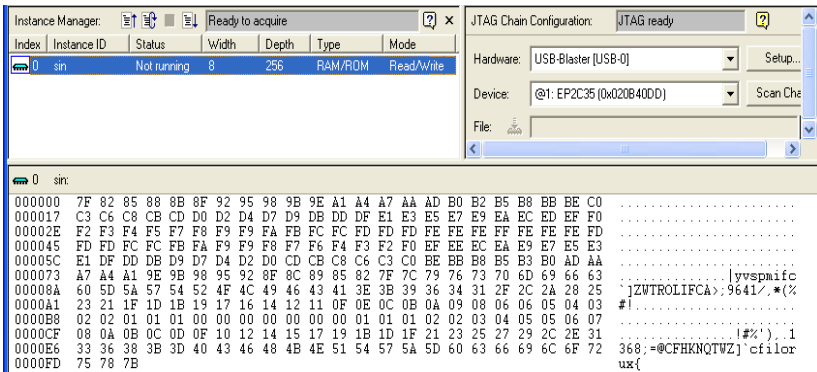 Instance Manager: Ready to acquire
Index Instance ID Status Width Depth Type Mode
0 sin Not running 8 256 RAM/ROM Read/Write
JTAG Chain Configuration: JTAG ready
Hardware: USB-Blaster [USB-0] Setup...
Device: @1: EP2C35 (0x020B40DD) Scan Cha
File:
0 sin:
000000 7F 82 85 88 8B 8F 92 95 98 9B 9E A1 A4 A7 AA AD B0 B2 B5 B8 BB BE C0 .......................
000017 C3 C6 C8 CB CD D0 D2 D4 D7 D9 DB DD DF E1 E3 E5 E7 E9 EA EC ED EF F0 .......................
00002E F2 F3 F4 F5 F7 F8 F9 F9 FA FB FC FC FD FD FD FE FE FE FF FE FE FE FD .......................
000045 FD FD FC FC FB FA F9 F9 F8 F7 F6 F4 F3 F2 F0 EF EE EC EA E9 E7 E5 E3 .......................
00005C E1 DF DD DB D9 D7 D4 D2 D0 CD CB C8 C6 C3 C0 BE BB B8 B5 B3 B0 AD AA .......................
000073 A7 A4 A1 9E 9B 98 95 92 8F 8C 89 85 82 7F 7C 79 76 73 70 6D 69 66 63 ..............|yvspmifc
00008A 60 5D 5A 57 54 52 4F 4C 49 46 43 41 3E 3B 39 36 34 31 2F 2C 2A 28 25 `]ZWTROLIFCA>;9641/,*(%
0000A1 23 21 1F 1D 1B 19 17 16 14 12 11 0F 0E 0C 0B 0A 09 08 06 06 05 04 03 #!.....................
0000B8 02 02 01 01 01 00 00 00 00 00 00 00 01 01 01 02 02 03 04 05 05 06 07 .......................
0000CF 08 0A 0B 0C 0D 0F 10 12 14 15 17 19 1B 1D 1F 21 23 25 27 29 2C 2E 31 ...............!#%'),.1
0000E6 33 36 38 3B 3D 40 43 46 48 4B 4E 51 54 57 5A 5D 60 63 66 69 6C 6F 72 368;=@CFHKNQTWZ]`cfilor
0000FD 75 78 7B ux{